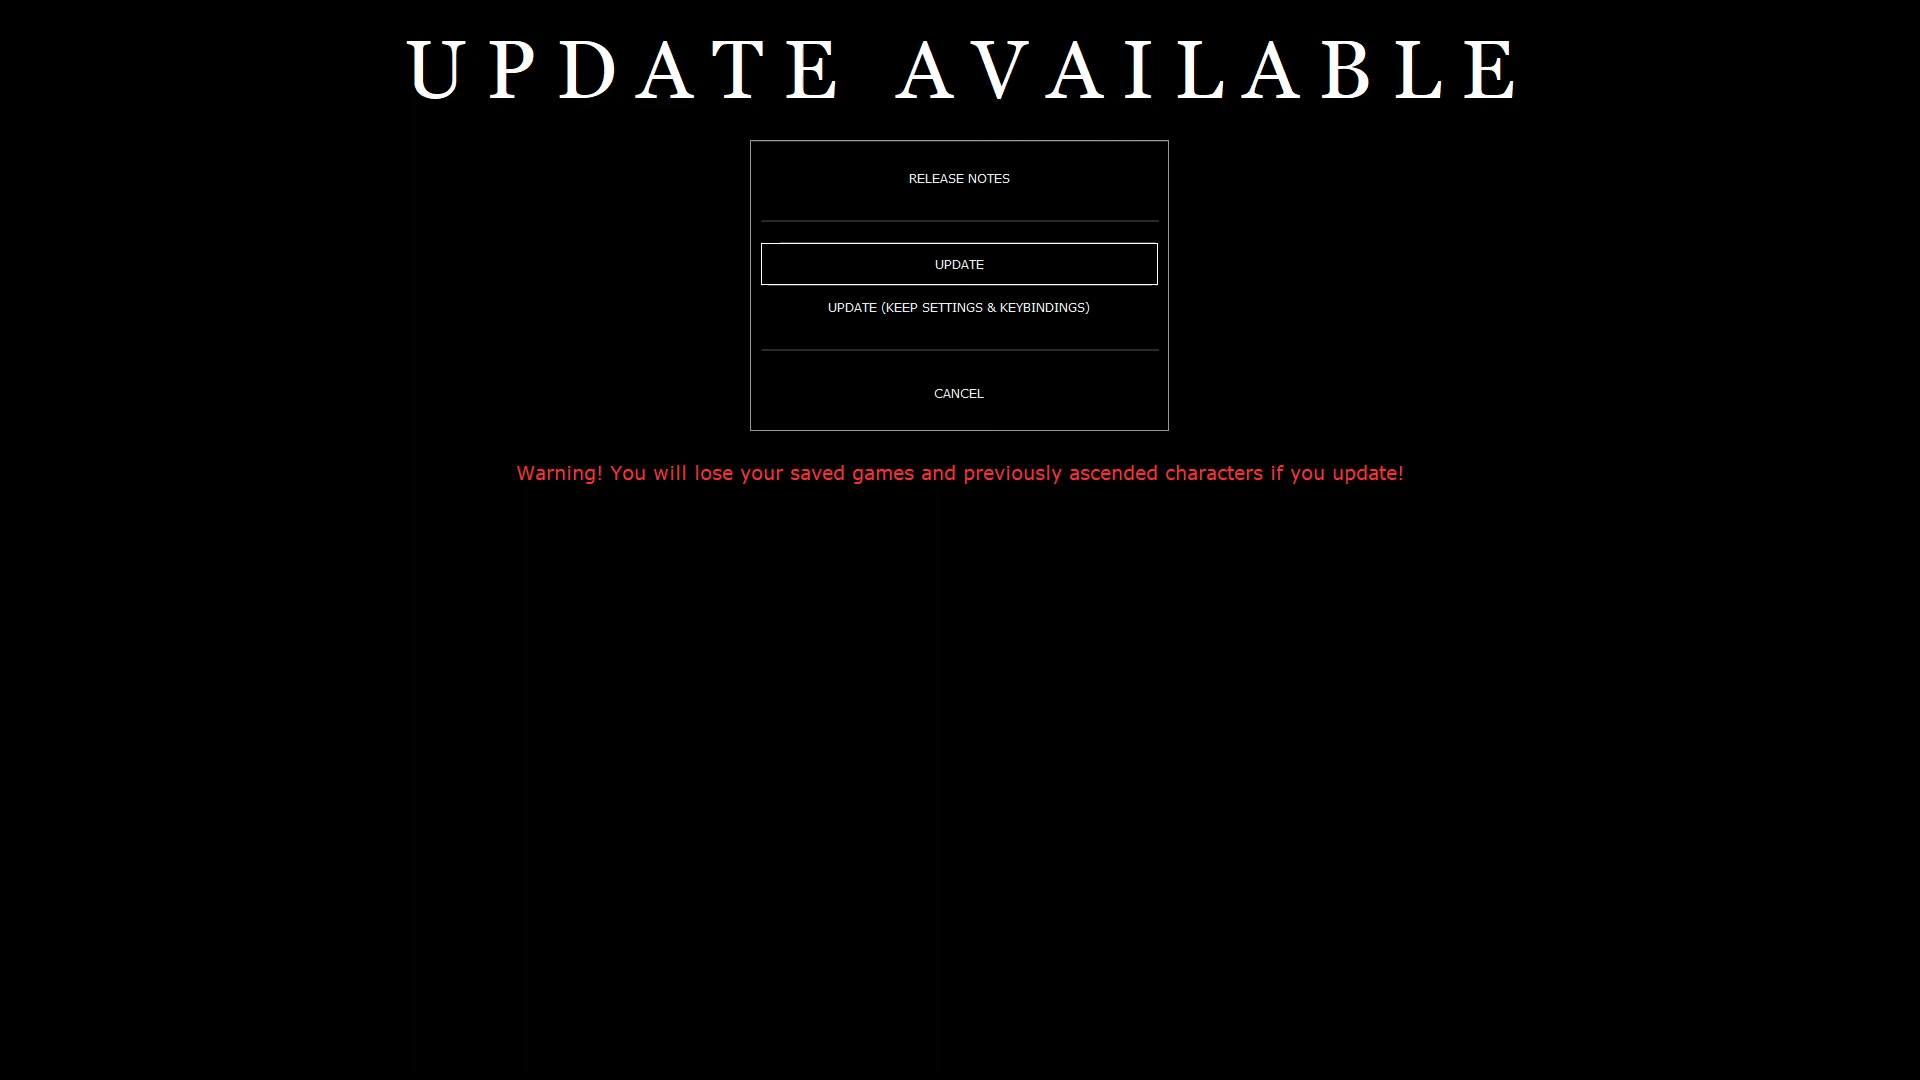 UPDATE AVAILABLE
RELEASE NOTES
UPDATE
UPDATE (KEEP SETTINGS & KEYBINDINGS)
CANCEL
Warning! You will lose your saved games and previously ascended characters if you update!